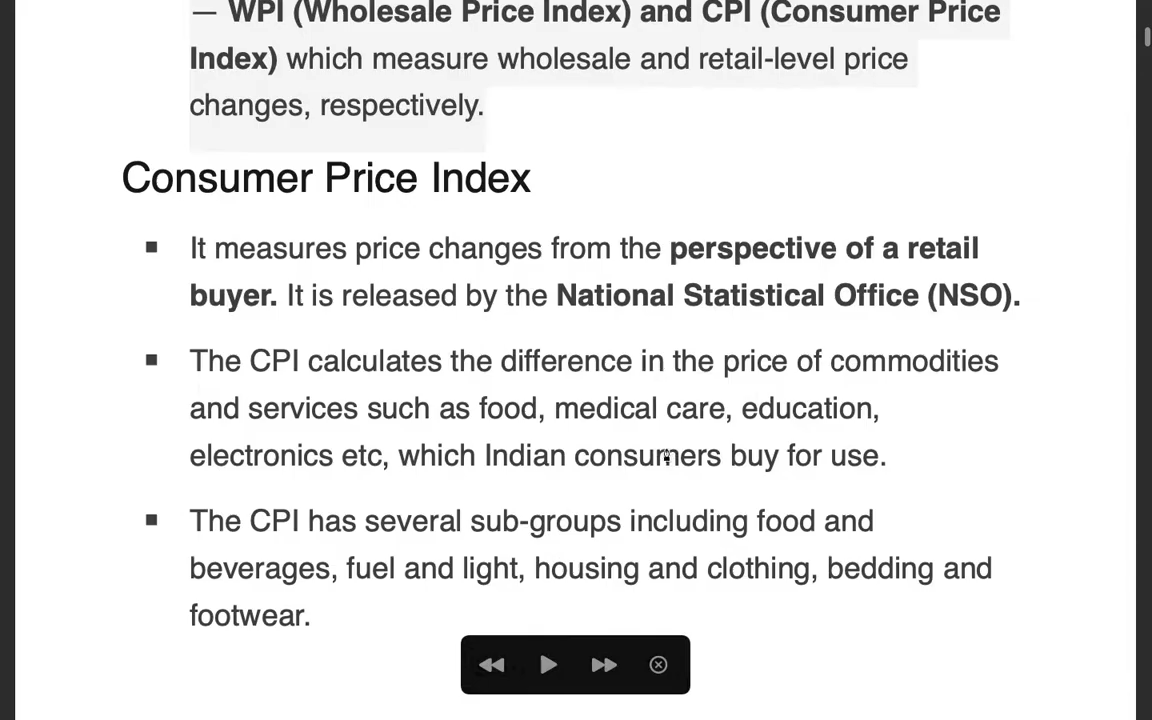 — WPI (Wholesale Price Index) and CPI (Consumer Price
Index) which measure wholesale and retail-level price
changes, respectively.
Consumer Price Index
▪ It measures price changes from the perspective of a retail
buyer. It is released by the National Statistical Office (NSO).
▪ The CPI calculates the difference in the price of commodities
and services such as food, medical care, education,
electronics etc, which Indian consumers buy for use.
▪ The CPI has several sub-groups including food and
beverages, fuel and light, housing and clothing, bedding and
footwear.